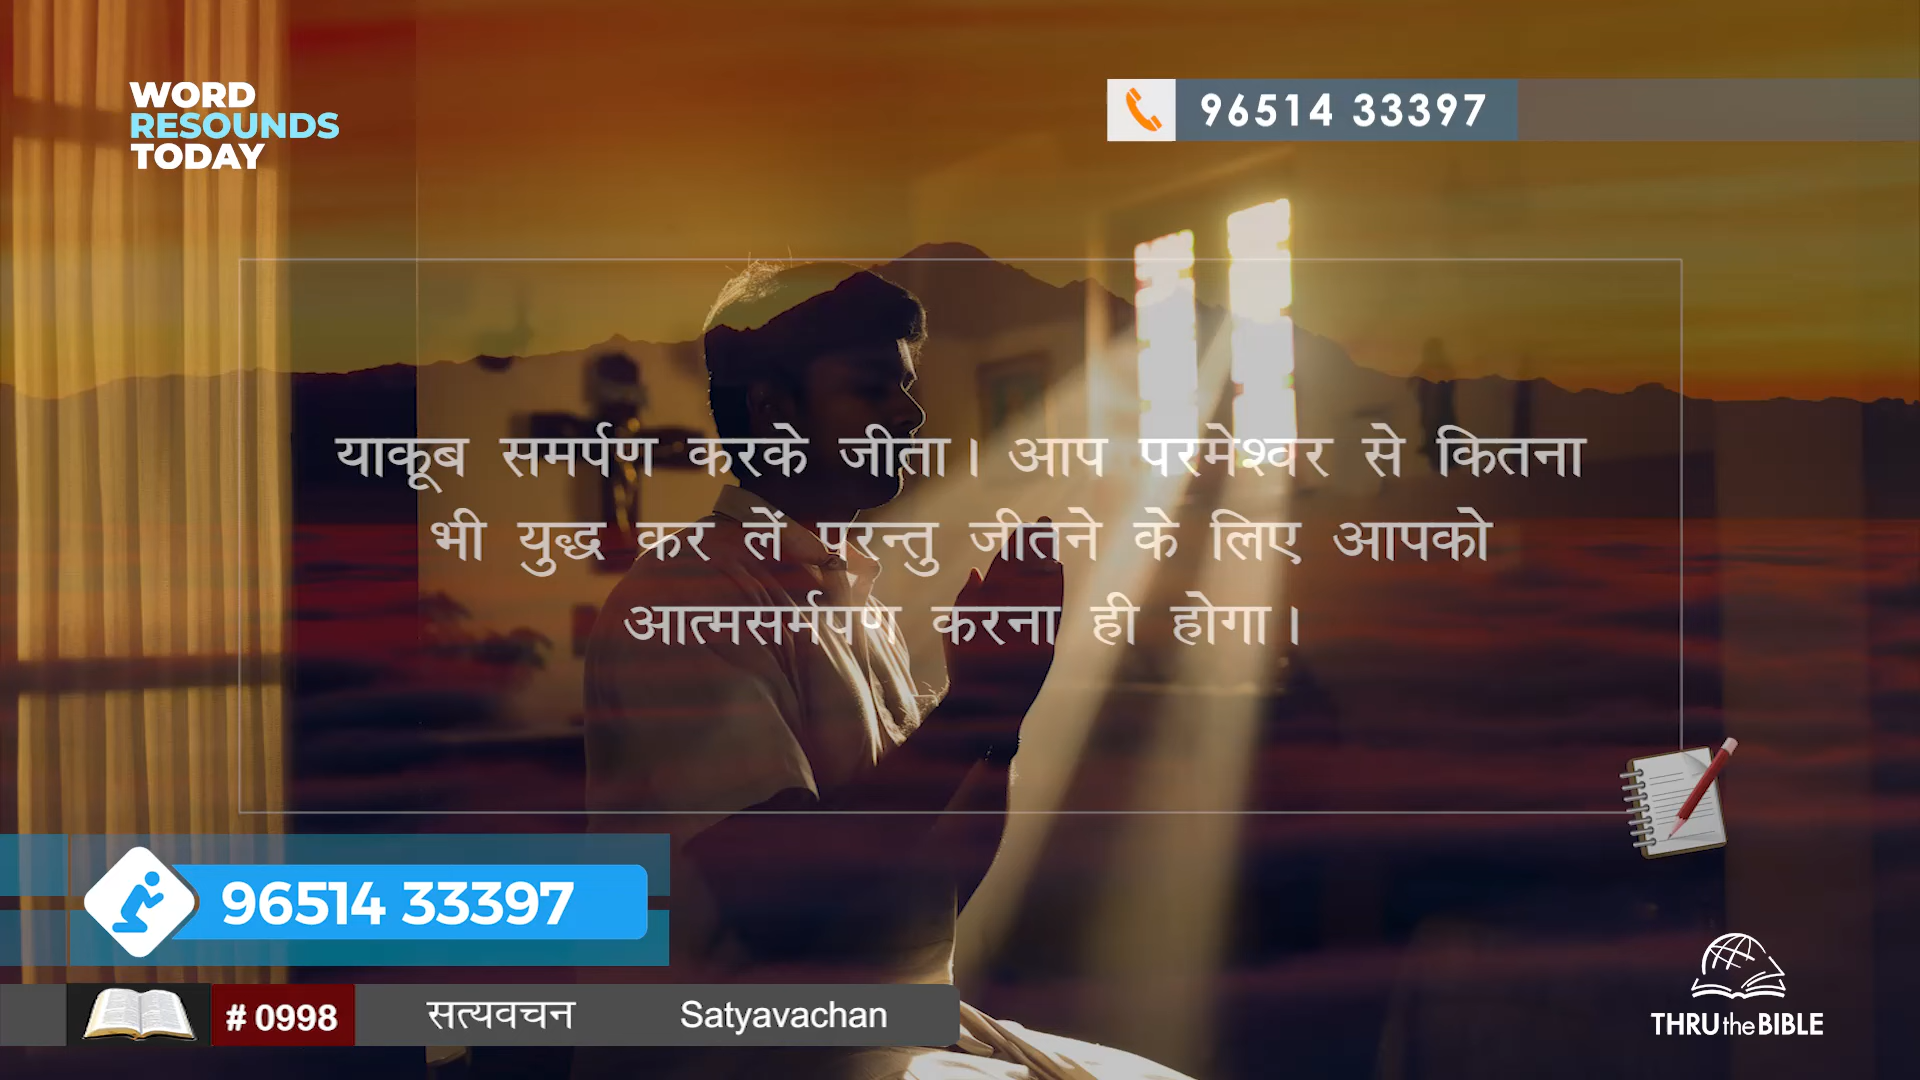 WORD
RESOUNDS
TODAY
96514 33397
याकूब समर्पण करके जीता। आप परमेश्वर से कितना
भी युद्ध कर लें परन्तु जीतने के लिए आपको
आत्मसर्मपण करना ही होगा।
96514 33397
# 0998 सत्यवचन Satyavachan
THRU the BIBLE